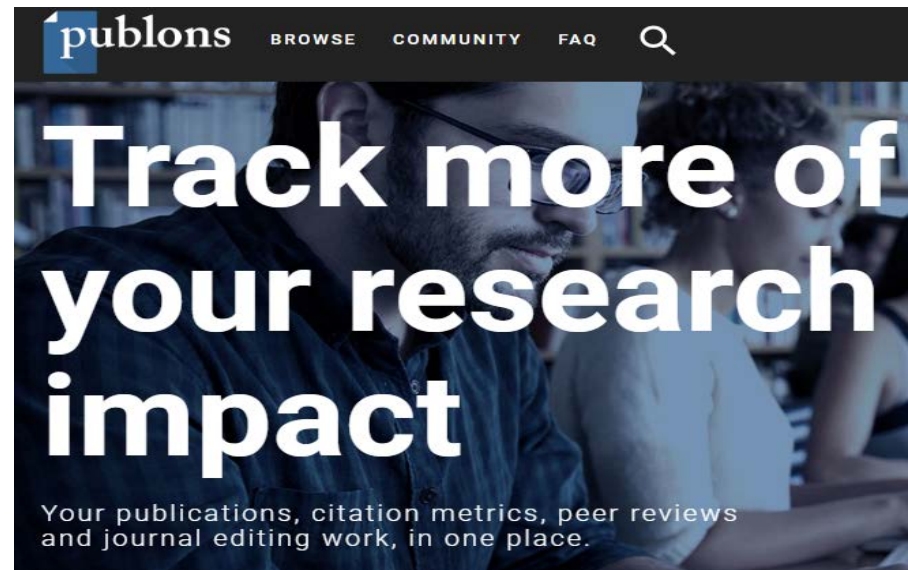 publons BROWSE COMMUNITY FAQ
Track more of
your research
impact
Your publications, citation metrics, peer reviews
and journal editing work, in one place.